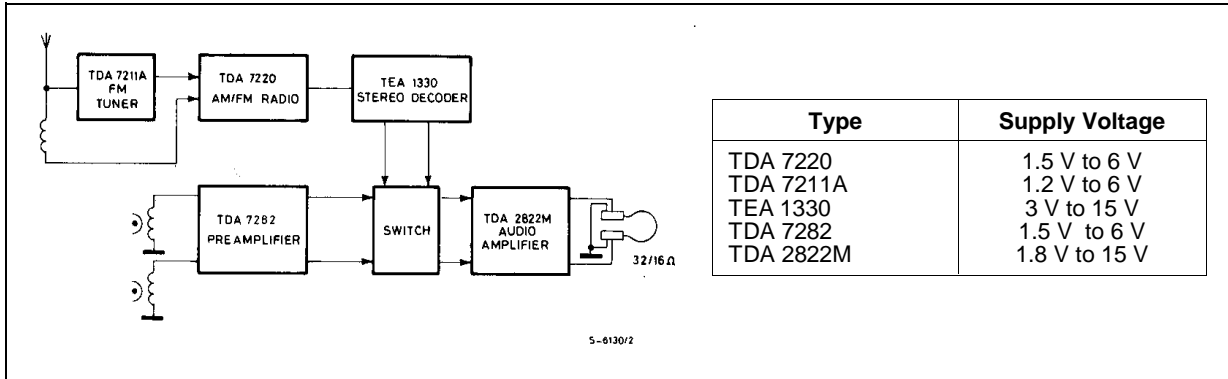 TDA 7211A
FM
TUNER
TDA 7220
AM/FM RADIO
TEA 1330
STEREO DECODER
TDA 7282
PREAMPLIFIER
SWITCH
TDA 2822M
AUDIO
AMPLIFIER
32/16Ω
S-6130/2
Type Supply Voltage
TDA 7220 1.5 V to 6 V
TDA 7211A 1.2 V to 6 V
TEA 1330 3 V to 15 V
TDA 7282 1.5 V to 6 V
TDA 2822M 1.8 V to 15 V